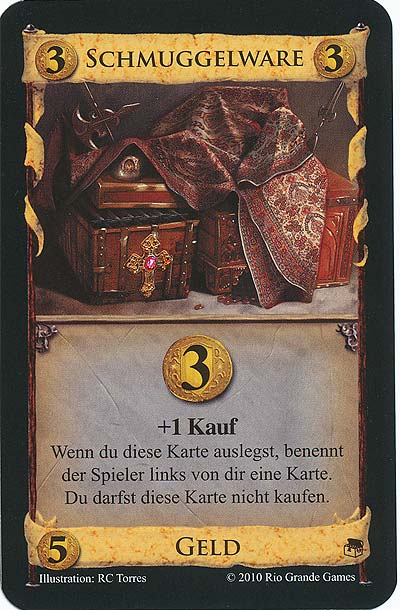 3 SCHMUGGELWARE 3
3
+1 Kauf
Wenn du diese Karte auslegst, benennt
der Spieler links von dir eine Karte.
Du darfst diese Karte nicht kaufen.
5 GELD
Illustration: RC Torres © 2010 Rio Grande Games